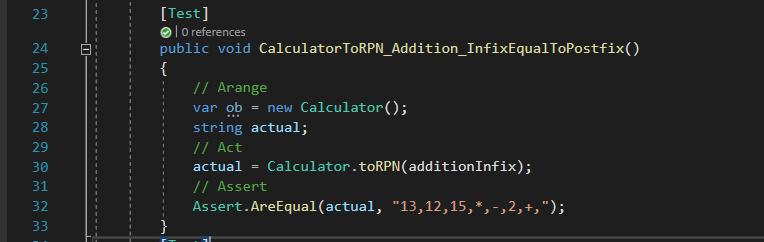 23 [Test]
0 references
24 public void CalculatorToRPN_Addition_InfixEqualToPostfix()
25 {
26 // Arange
27 var ob = new Calculator();
28 string actual;
29 // Act
30 actual = Calculator.toRPN(additionInfix);
31 // Assert
32 Assert.AreEqual(actual, "13,12,15,*,-,2,+,");
33 }
[Test]